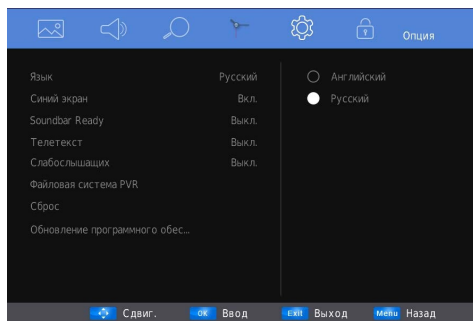 Опция
Язык Русский
Синий экран Вкл.
Soundbar Ready Выкл.
Телетекст Выкл.
Слабослышащих Выкл.
Файловая система PVR
Сброс
Обновление программного обес...
Английский
Русский
Сдвиг. OK Ввод Exit Выход Menu Назад